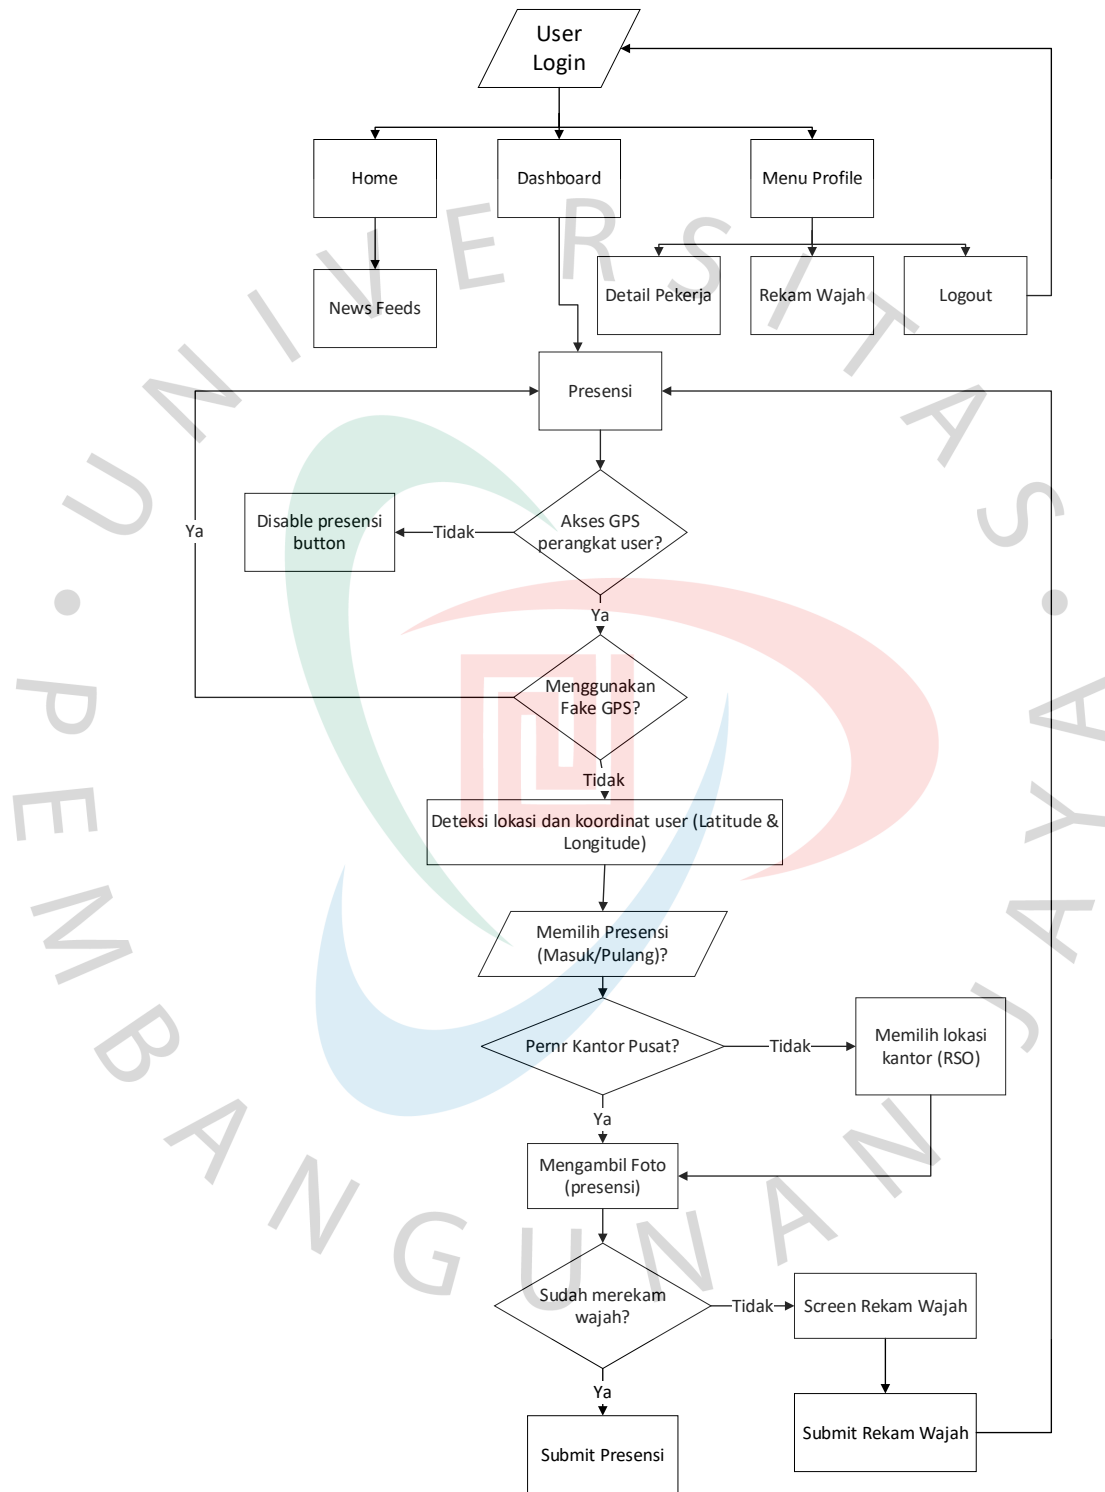 User
Login
Home
Dashboard
Menu Profile
News Feeds
Detail Pekerja
Rekam Wajah
Logout
Presensi
Akses GPS
perangkat user?
Tidak
Disable presensi
button
Ya
Ya
Menggunakan
Fake GPS?
Tidak
Deteksi lokasi dan koordinat user (Latitude &
Longitude)
Memilih Presensi
(Masuk/Pulang)?
Pernr Kantor Pusat?
Tidak
Memilih lokasi
kantor (RSO)
Ya
Mengambil Foto
(presensi)
Sudah merekam
wajah?
Tidak
Screen Rekam Wajah
Ya
Submit Rekam Wajah
Submit Presensi
UNIVERSITAS
PEMBANGUNAN JAYA